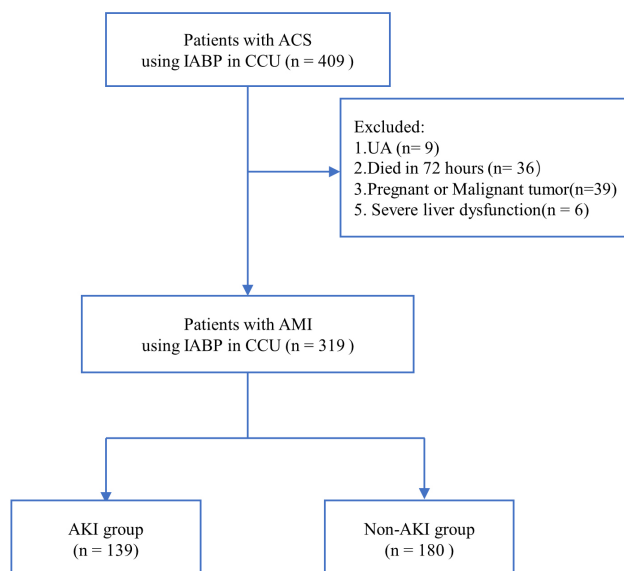 Patients with ACS
using IABP in CCU (n = 409 )
Excluded:
1.UA (n= 9)
2.Died in 72 hours (n= 36）
3.Pregnant or Malignant tumor(n=39)
5. Severe liver dysfunction(n = 6)
Patients with AMI
using IABP in CCU (n = 319 )
AKI group
(n = 139)
Non-AKI group
(n = 180 )